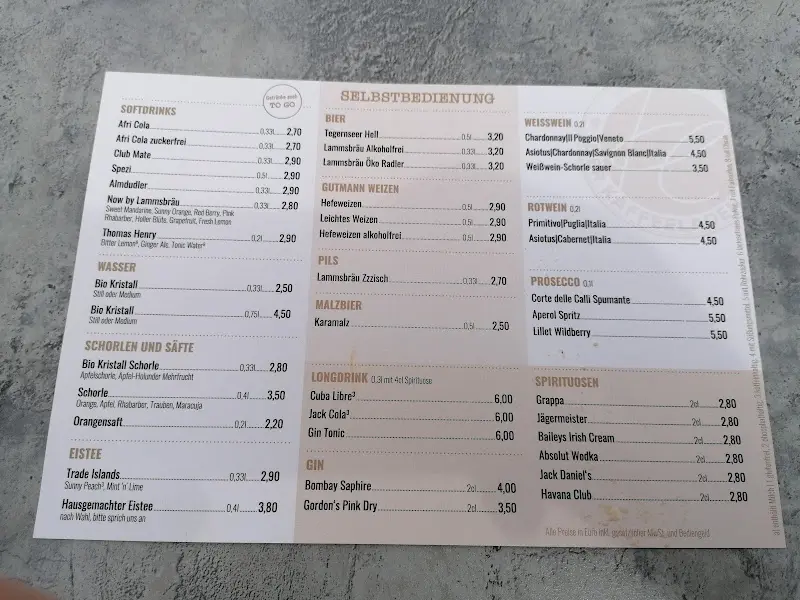 Getränke auch
TO GO
SOFTDRINKS
Afri Cola 0,33l 2,70
Afri Cola zuckerfrei 0,33l 2,70
Club Mate 0,33l 2,90
Spezi 0,5l 2,90
Almdudler 0,33l 2,90
Now by Lammsbräu 0,33l 2,80
Sweet Mandarine, Sunny Orange, Red Berry, Pink
Rhabarber, Holler Blüte, Grapefruit, Fresh Lemon
Thomas Henry 0,2l 2,90
Bitter Lemon³, Ginger Ale, Tonic Water³
WASSER
Bio Kristall 0,33l 2,50
Still oder Medium
Bio Kristall 0,75l 4,50
Still oder Medium
SCHORLEN UND SÄFTE
Bio Kristall Schorle 0,33l 2,80
Apfelschorle, Apfel-Holunder Mehrfrucht
Schorle 0,4l 3,50
Orange, Apfel, Rhabarber, Trauben, Maracuja
Orangensaft 0,2l 2,20
EISTEE
Trade Islands 0,33l 2,90
Sunny Peach³, Mint 'n' Lime
Hausgemachter Eistee 0,4l 3,80
nach Wahl, bitte sprich uns an
SELBSTBEDIENUNG
BIER
Tegernseer Hell 0,5l 3,20
Lammsbräu Alkoholfrei 0,33l 3,20
Lammsbräu Öko Radler 0,33l 3,20
GUTMANN WEIZEN
Hefeweizen 0,5l 2,90
Leichtes Weizen 0,5l 2,90
Hefeweizen alkoholfrei 0,5l 2,90
PILS
Lammsbräu Zzzisch 0,33l 2,70
MALZBIER
Karamalz 0,5l 2,50
LONGDRINK 0,3l mit 4cl Spirituose
Cuba Libre³ 6,00
Jack Cola³ 6,00
Gin Tonic 6,00
GIN
Bombay Saphire 2cl 4,00
Gordon's Pink Dry 2cl 3,50
WEISSWEIN 0,2l
Chardonnay|Il Poggio|Veneto 5,50
Asiotus|Chardonnay|Savignon Blanc|Italia 4,50
Weißwein-Schorle sauer 3,50
ROTWEIN 0,2l
Primitivo|Puglia|Italia 4,50
Asiotus|Cabernet|Italia 4,50
PROSECCO 0,1l
Corte delle Calli Spumante 4,50
Aperol Spritz 5,50
Lillet Wildberry 5,50
SPIRITUOSEN
Grappa 2cl 2,80
Jägermeister 2cl 2,80
Baileys Irish Cream 2cl 2,80
Absolut Wodka 2cl 2,80
Jack Daniel's 2cl 2,80
Havana Club 2cl 2,80
Alle Preise in Euro inkl. gesetzlicher MwSt. und Bediengeld